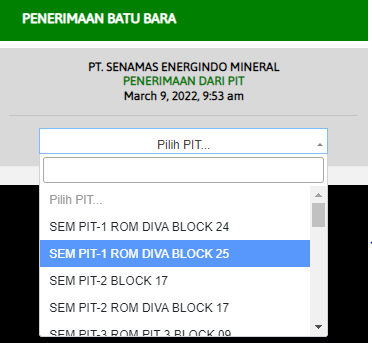 PENERIMAAN BATU BARA
PT. SENAMAS ENERGINDO MINERAL
PENERIMAAN DARI PIT
March 9, 2022, 9:53 am
Pilih PIT...
Pilih PIT...
SEM PIT-1 ROM DIVA BLOCK 24
SEM PIT-1 ROM DIVA BLOCK 25
SEM PIT-2 BLOCK 17
SEM PIT-2 ROM DIVA BLOCK 17
SEM PIT-3 ROM PIT 3 BLOCK 09